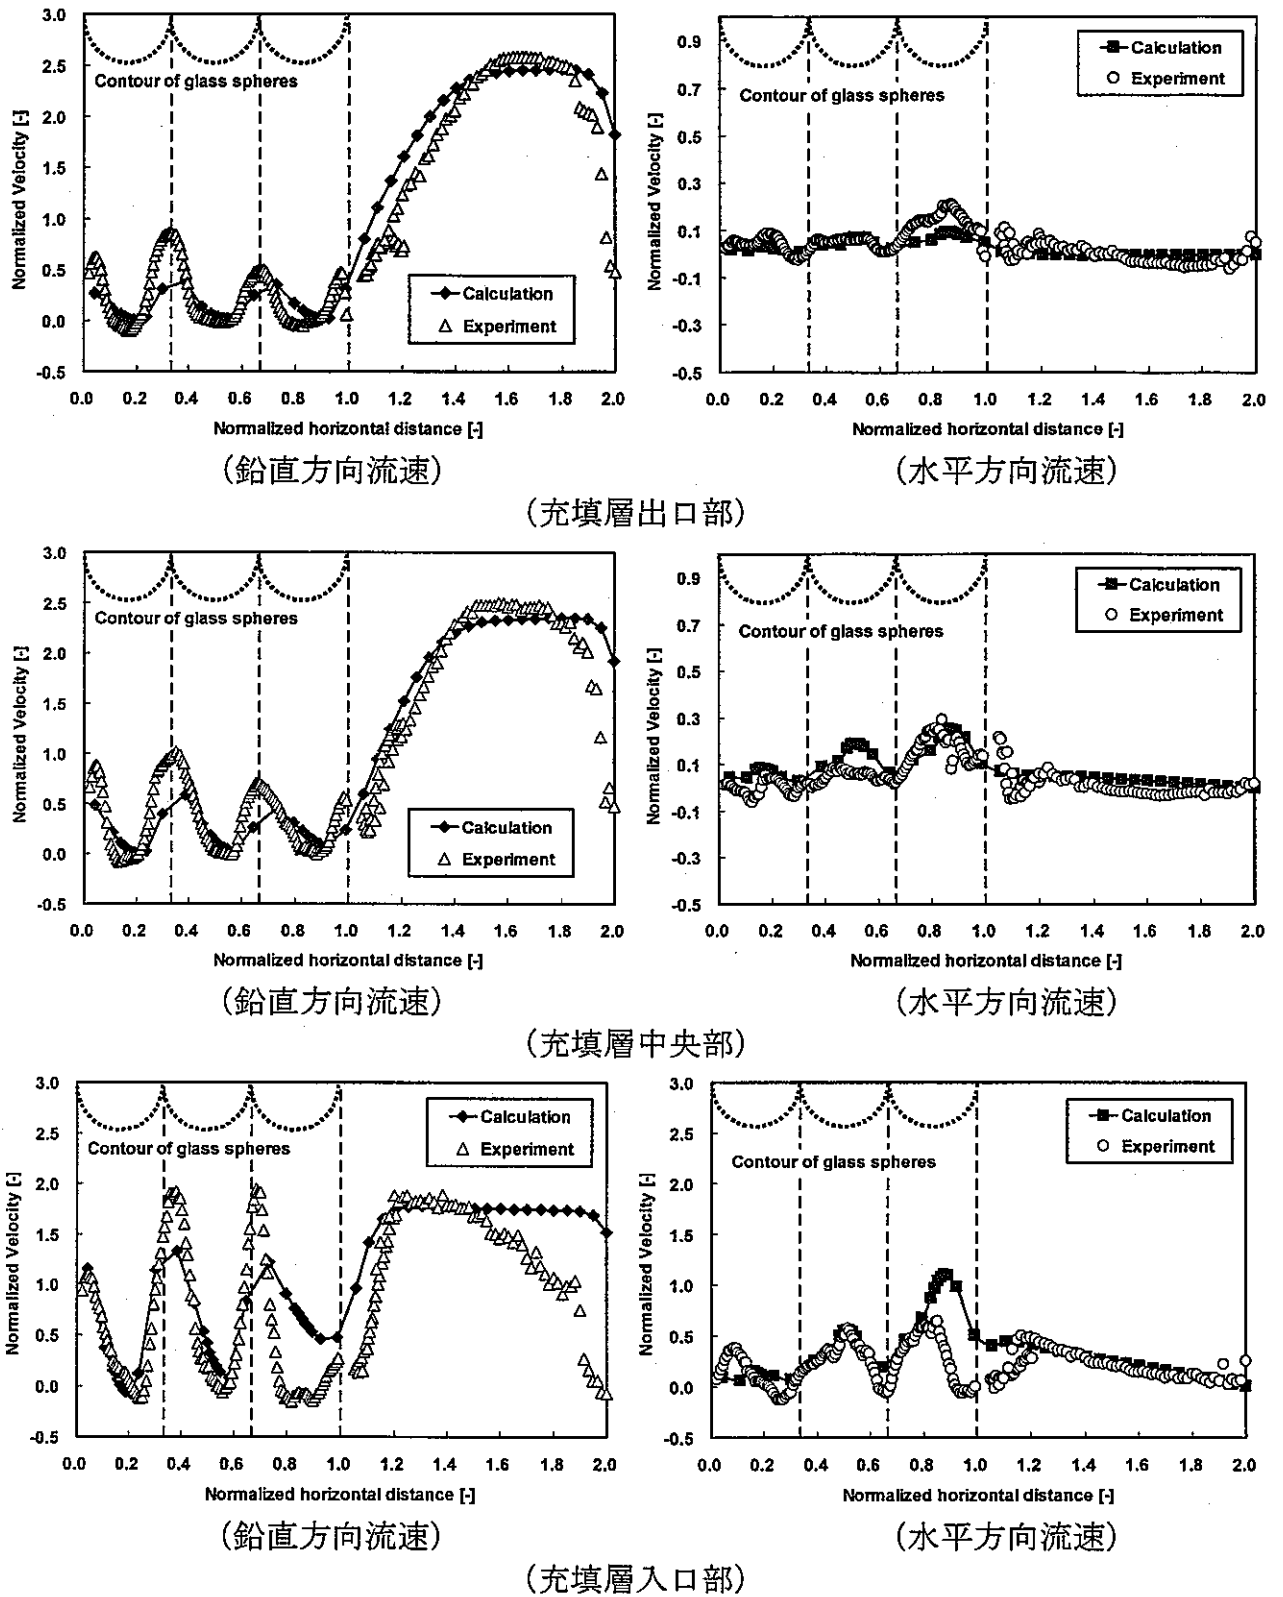 3.0
2.5
2.0
1.5
1.0
0.5
0.0
-0.5
Normalized Velocity [-]
Contour of glass spheres
Calculation
Experiment
0.0 0.2 0.4 0.6 0.8 1.0 1.2 1.4 1.6 1.8 2.0
Normalized horizontal distance [-]
(鉛直方向流速)
0.9
0.7
0.5
0.3
0.1
-0.1
-0.3
-0.5
Normalized Velocity [-]
Contour of glass spheres
Calculation
Experiment
0.0 0.2 0.4 0.6 0.8 1.0 1.2 1.4 1.6 1.8 2.0
Normalized horizontal distance [-]
(水平方向流速)
(充填層出口部)
3.0
2.5
2.0
1.5
1.0
0.5
0.0
-0.5
Normalized Velocity [-]
Contour of glass spheres
Calculation
Experiment
0.0 0.2 0.4 0.6 0.8 1.0 1.2 1.4 1.6 1.8 2.0
Normalized horizontal distance [-]
(鉛直方向流速)
0.9
0.7
0.5
0.3
0.1
-0.1
-0.3
-0.5
Normalized Velocity [-]
Contour of glass spheres
Calculation
Experiment
0.0 0.2 0.4 0.6 0.8 1.0 1.2 1.4 1.6 1.8 2.0
Normalized horizontal distance [-]
(水平方向流速)
(充填層中央部)
3.0
2.5
2.0
1.5
1.0
0.5
0.0
-0.5
Normalized Velocity [-]
Contour of glass spheres
Calculation
Experiment
0.0 0.2 0.4 0.6 0.8 1.0 1.2 1.4 1.6 1.8 2.0
Normalized horizontal distance [-]
(鉛直方向流速)
3.0
2.5
2.0
1.5
1.0
0.5
0.0
-0.5
Normalized Velocity [-]
Contour of glass spheres
Calculation
Experiment
0.0 0.2 0.4 0.6 0.8 1.0 1.2 1.4 1.6 1.8 2.0
Normalized horizontal distance [-]
(水平方向流速)
(充填層入口部)